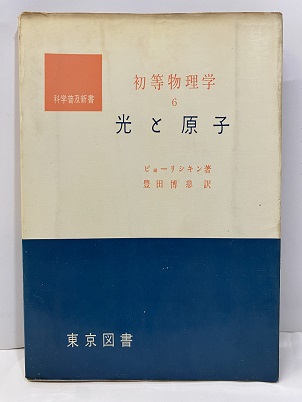 科学普及新書
初等物理学
6
光と原子
ピョーリシキン著
豊田博慈訳
東京図書